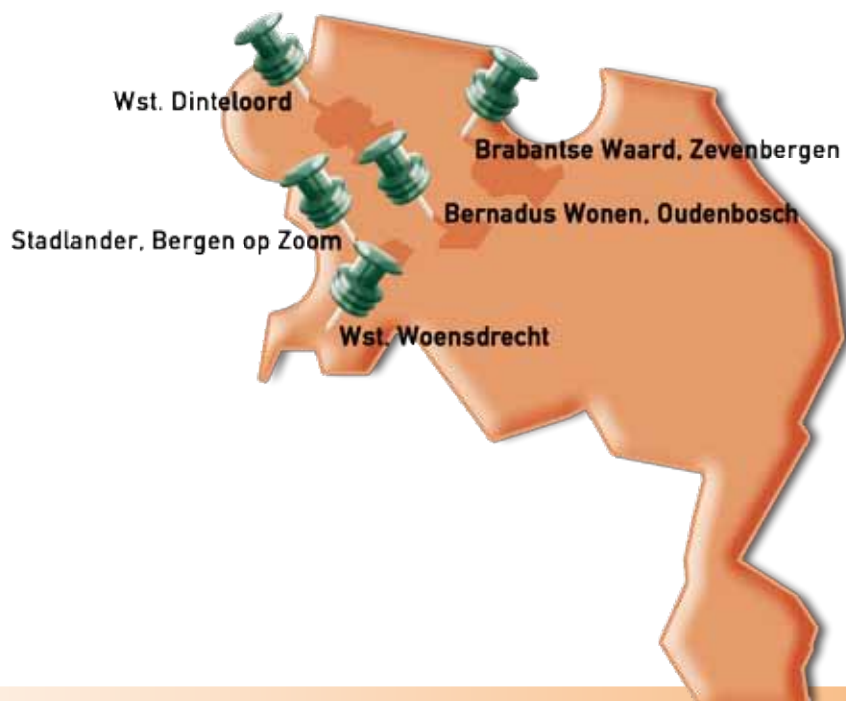 Wst. Dinteloord
Brabantse Waard, Zevenbergen
Bernadus Wonen, Oudenbosch
Stadlander, Bergen op Zoom
Wst. Woensdrecht